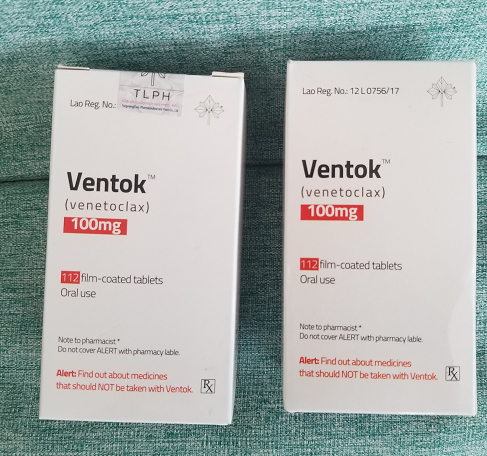 Lao Reg. No.:
TLPH
Ventok™
(venetoclax)
100mg
112 film-coated tablets
Oral use
Note to pharmacist *
Do not cover ALERT with pharmacy lable.
Alert: Find out about medicines
that should NOT be taken with Ventok.
Rx
Lao Reg. No.: 12 L 0756/17
Ventok™
(venetoclax)
100mg
112 film-coated tablets
Oral use
Note to pharmacist *
Do not cover ALERT with pharmacy lable.
Alert: Find out about medicines
that should NOT be taken with Ventok.
Rx